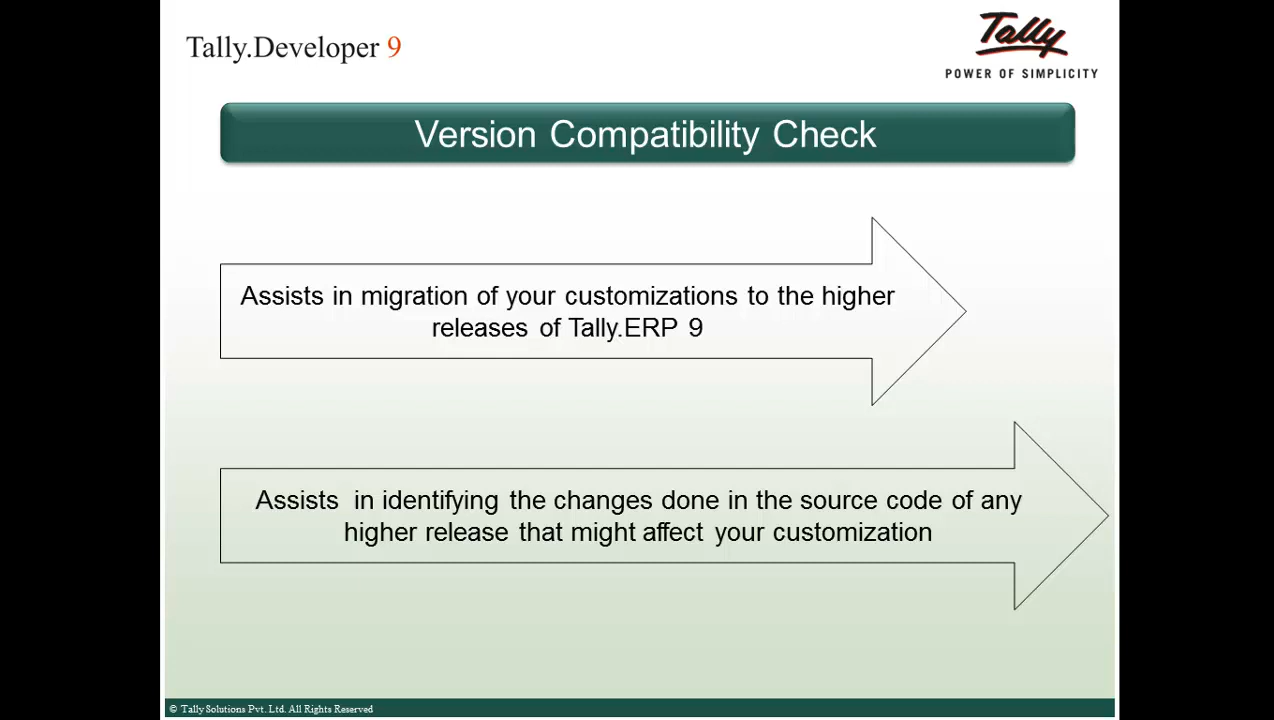 Tally.Developer 9
Tally
POWER OF SIMPLICITY
Version Compatibility Check
Assists in migration of your customizations to the higher
releases of Tally.ERP 9
Assists in identifying the changes done in the source code of any
higher release that might affect your customization
© Tally Solutions Pvt. Ltd. All Rights Reserved